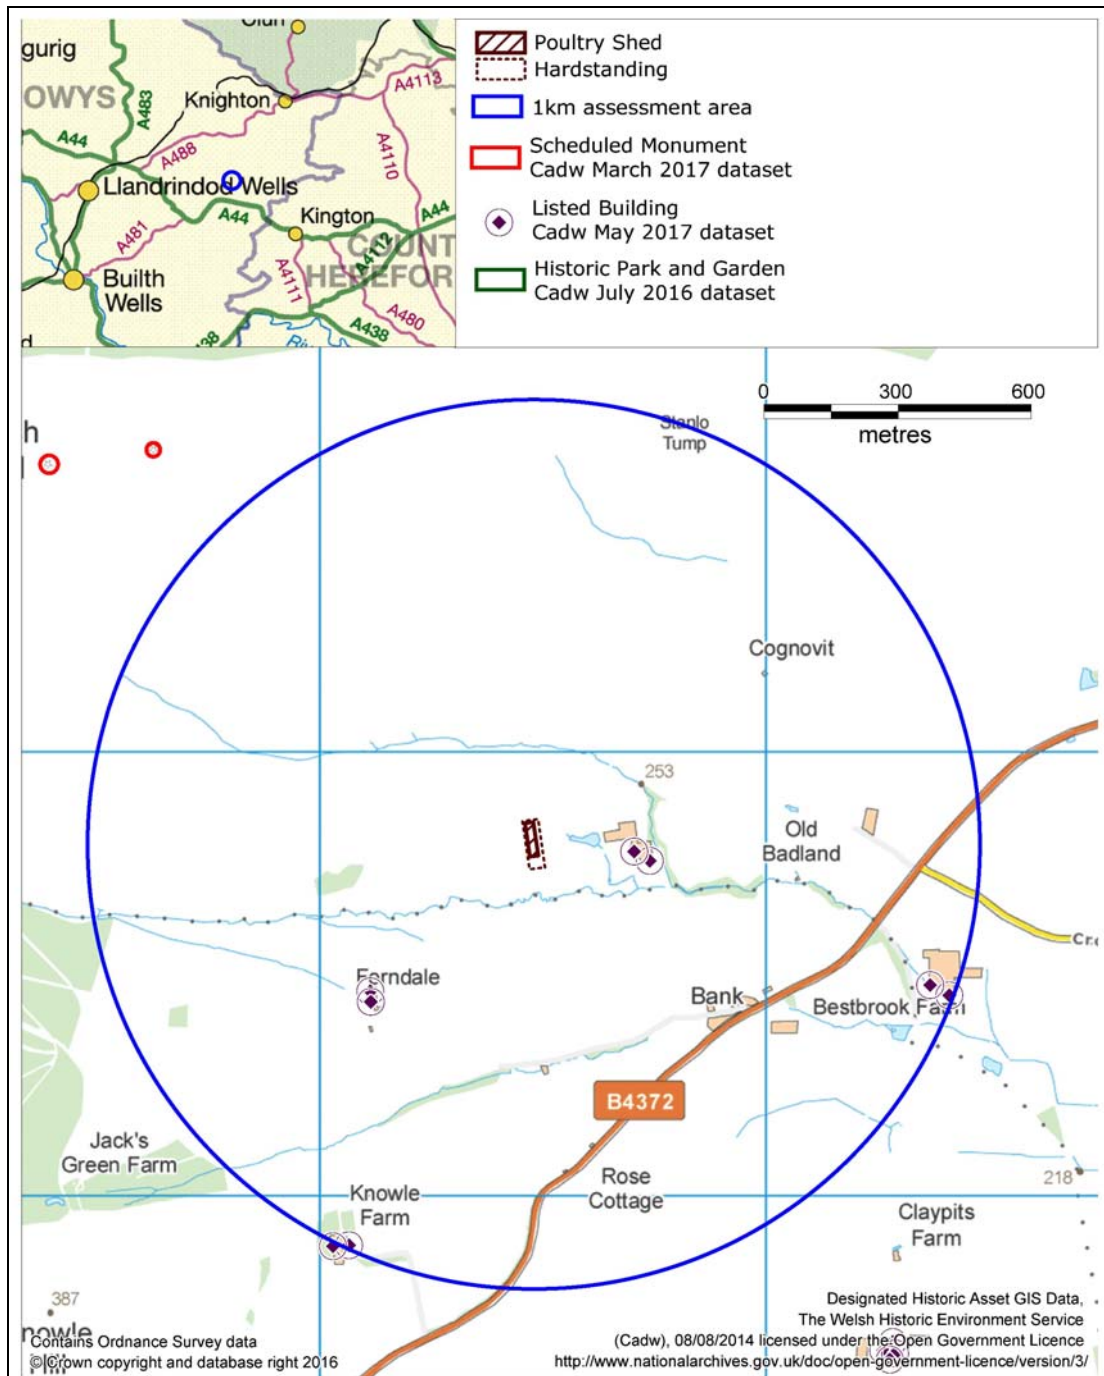 Clun
gurig
OWYS
A483
A44
Knighton
A4113
A488
A4110
Llandrindod Wells
A44
Kington
A44
A481
COUNT
HEREFOR
A4112
A4111
Builth
Wells
A480
A438
Poultry Shed
Hardstanding
1km assessment area
Scheduled Monument
Cadw March 2017 dataset
Listed Building
Cadw May 2017 dataset
Historic Park and Garden
Cadw July 2016 dataset
0 300 600
metres
h
Stanlo
Tump
Cognovit
253
Old
Badland
Ferndale
Bank
Bestbrook Farm
B4372
Jack's
Green Farm
Rose
Cottage
Knowle
Farm
218
Claypits
Farm
387
nowle
Contains Ordnance Survey data
© Crown copyright and database right 2016
Designated Historic Asset GIS Data,
The Welsh Historic Environment Service
(Cadw), 08/08/2014 licensed under the Open Government Licence
http://www.nationalarchives.gov.uk/doc/open-government-licence/version/3/